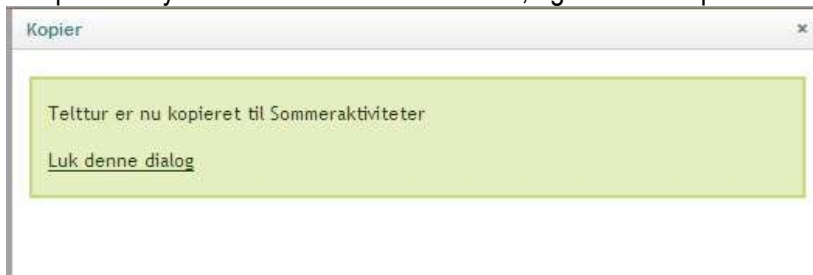 Kopier
Telttur er nu kopieret til Sommeraktiviteter
Luk denne dialog